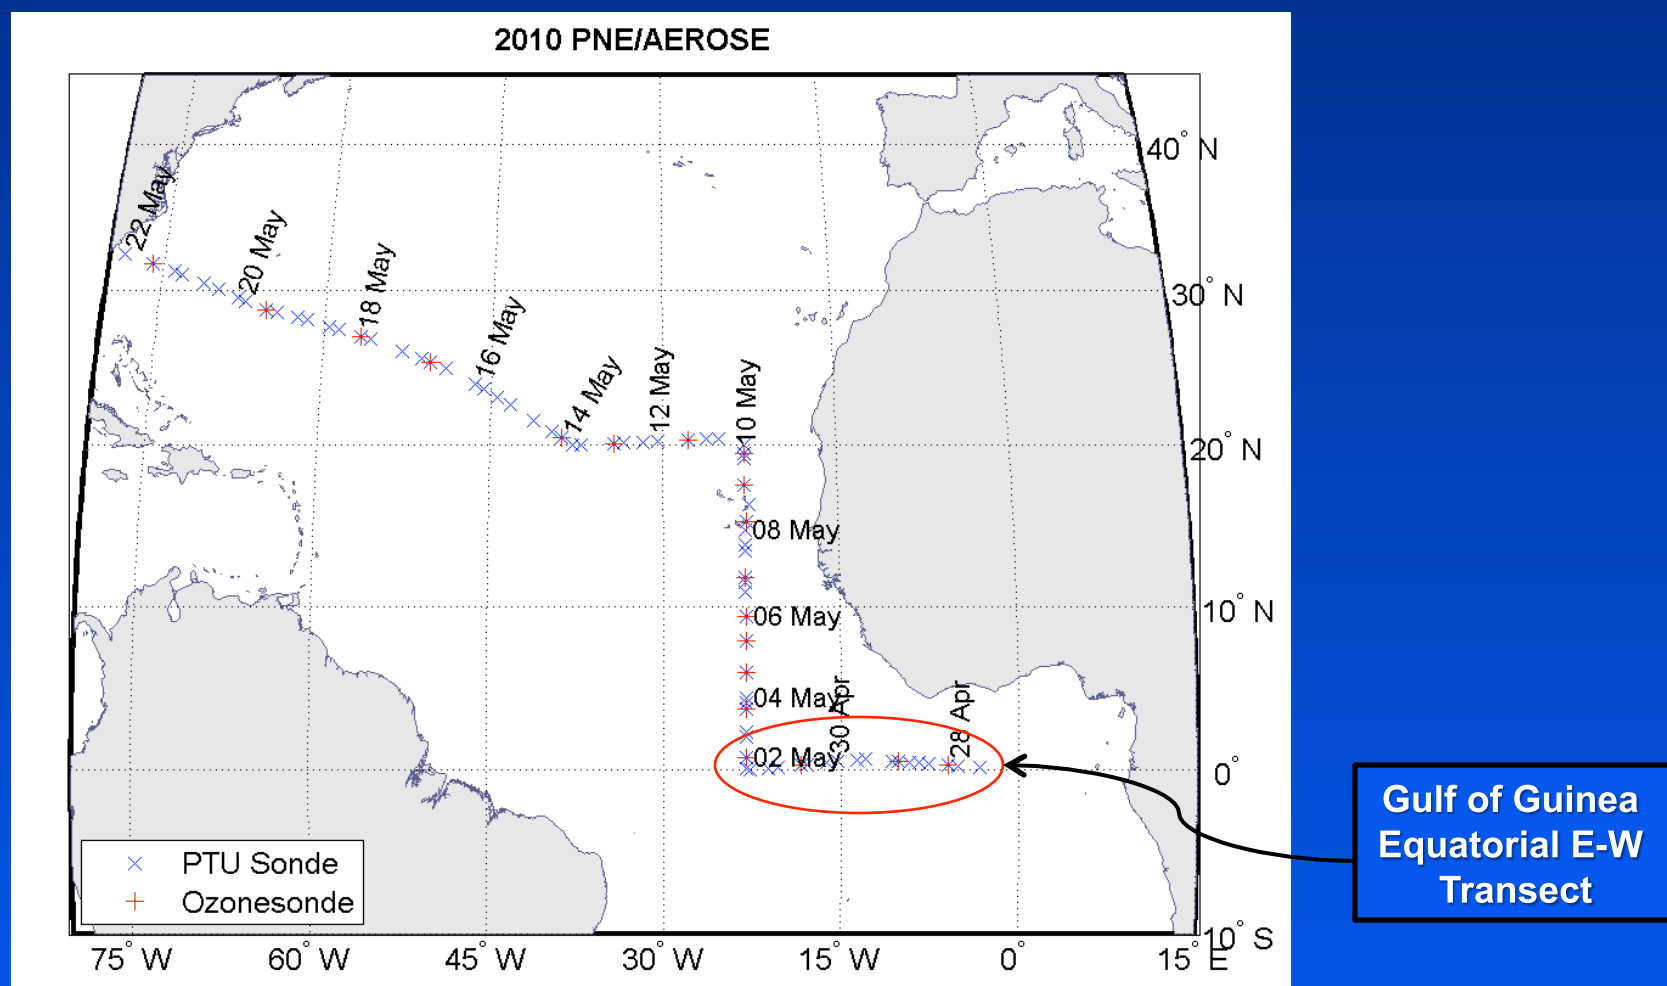 2010 PNE/AEROSE
40° N
22 May
20 May
18 May
30° N
16 May
14 May
12 May
10 May
20° N
08 May
10° N
06 May
04 May
30 Apr
28 Apr
02 May
0°
Gulf of Guinea
Equatorial E-W
Transect
PTU Sonde
Ozonesonde
10° S
75° W
60° W
45° W
30° W
15° W
0°
15° E